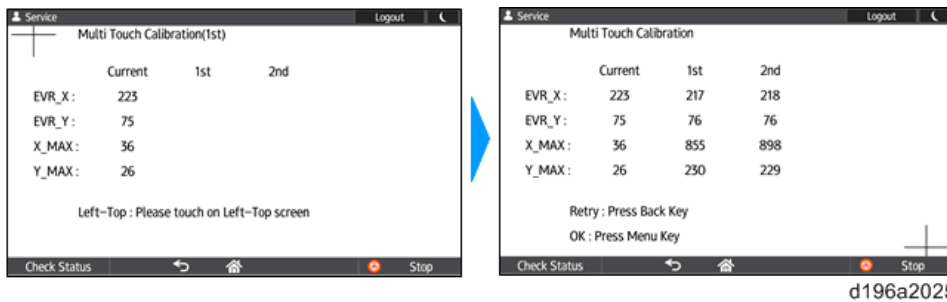 Service Logout
Multi Touch Calibration(1st)
Current 1st 2nd
EVR_X : 223
EVR_Y : 75
X_MAX : 36
Y_MAX : 26
Left-Top : Please touch on Left-Top screen
Check Status Stop
Service Logout
Multi Touch Calibration
Current 1st 2nd
EVR_X : 223 217 218
EVR_Y : 75 76 76
X_MAX : 36 855 898
Y_MAX : 26 230 229
Retry : Press Back Key
OK : Press Menu Key
Check Status Stop
d196a2025